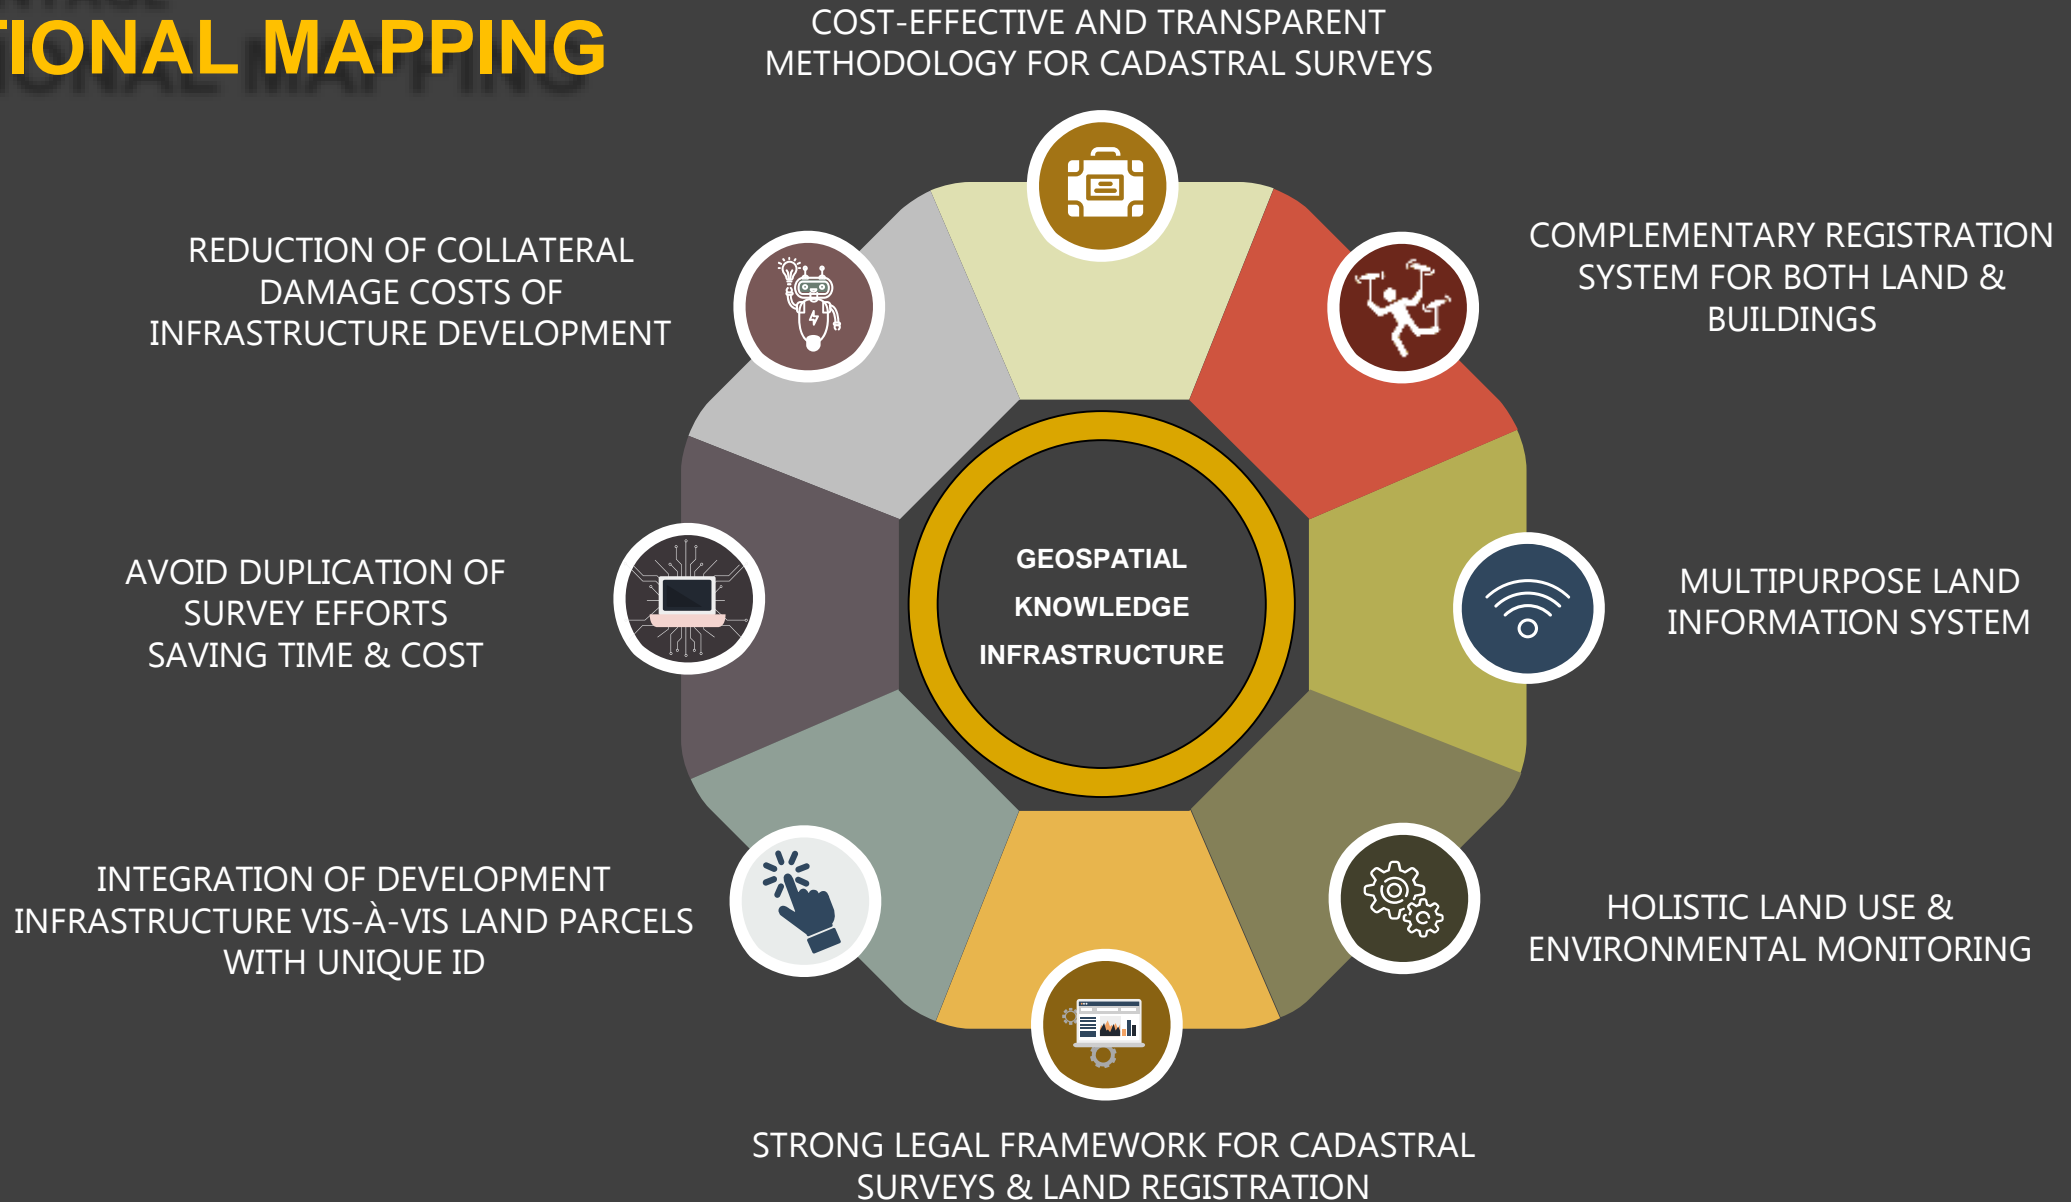 MAPPING
COST-EFFECTIVE AND TRANSPARENT
METHODOLOGY FOR CADASTRAL SURVEYS
REDUCTION OF COLLATERAL
DAMAGE COSTS OF
INFRASTRUCTURE DEVELOPMENT
COMPLEMENTARY REGISTRATION
SYSTEM FOR BOTH LAND &
BUILDINGS
AVOID DUPLICATION OF
SURVEY EFFORTS
SAVING TIME & COST
GEOSPATIAL
KNOWLEDGE
INFRASTRUCTURE
MULTIPURPOSE LAND
INFORMATION SYSTEM
INTEGRATION OF DEVELOPMENT
INFRASTRUCTURE VIS-À-VIS LAND PARCELS
WITH UNIQUE ID
HOLISTIC LAND USE &
ENVIRONMENTAL MONITORING
STRONG LEGAL FRAMEWORK FOR CADASTRAL
SURVEYS & LAND REGISTRATION